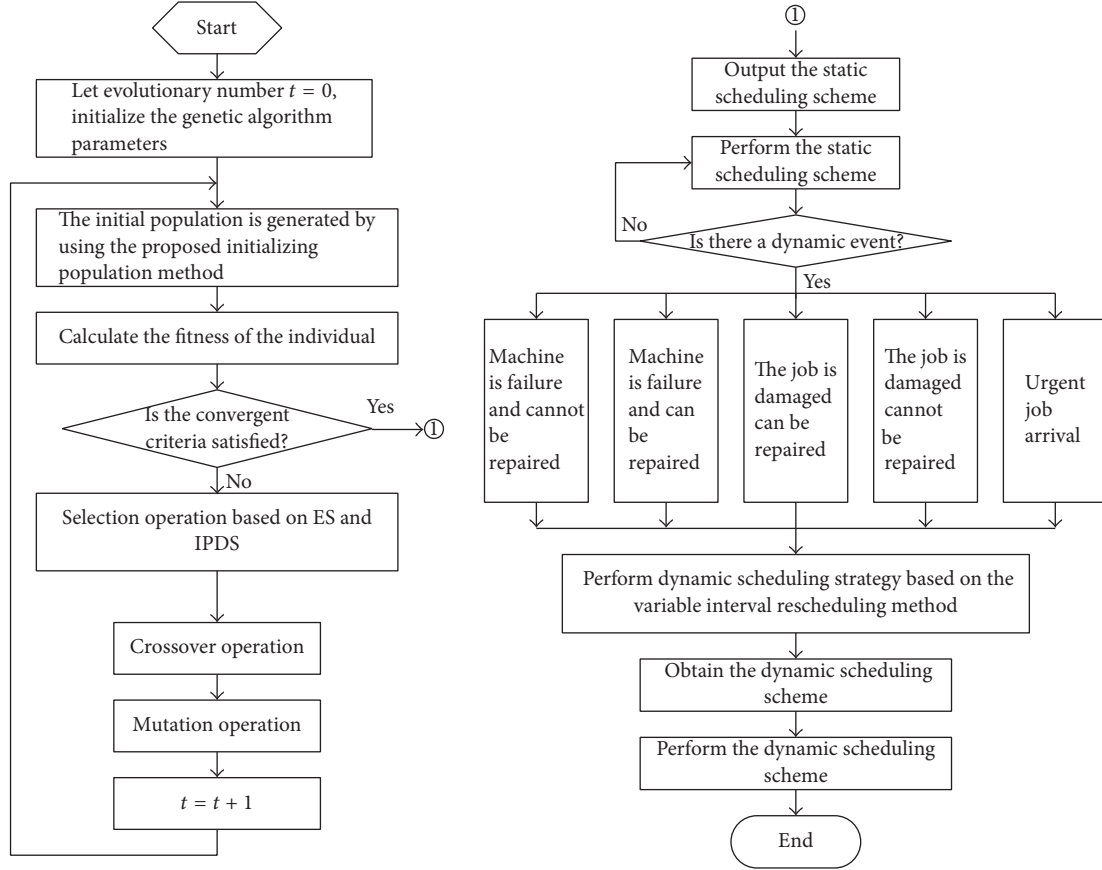 Start
Let evolutionary number t = 0,
initialize the genetic algorithm
parameters
The initial population is generated by
using the proposed initializing
population method
Calculate the fitness of the individual
Is the convergent
criteria satisfied?
Yes
①
No
Selection operation based on ES and
IPDS
Crossover operation
Mutation operation
t = t + 1
①
Output the static
scheduling scheme
Perform the static
scheduling scheme
No
Is there a dynamic event?
Yes
Machine
is failure
and cannot
be
repaired
Machine
is failure
and can
be
repaired
The job is
damaged
can be
repaired
The job is
damaged
cannot
be
repaired
Urgent
job
arrival
Perform dynamic scheduling strategy based on the
variable interval rescheduling method
Obtain the dynamic scheduling
scheme
Perform the dynamic scheduling
scheme
End